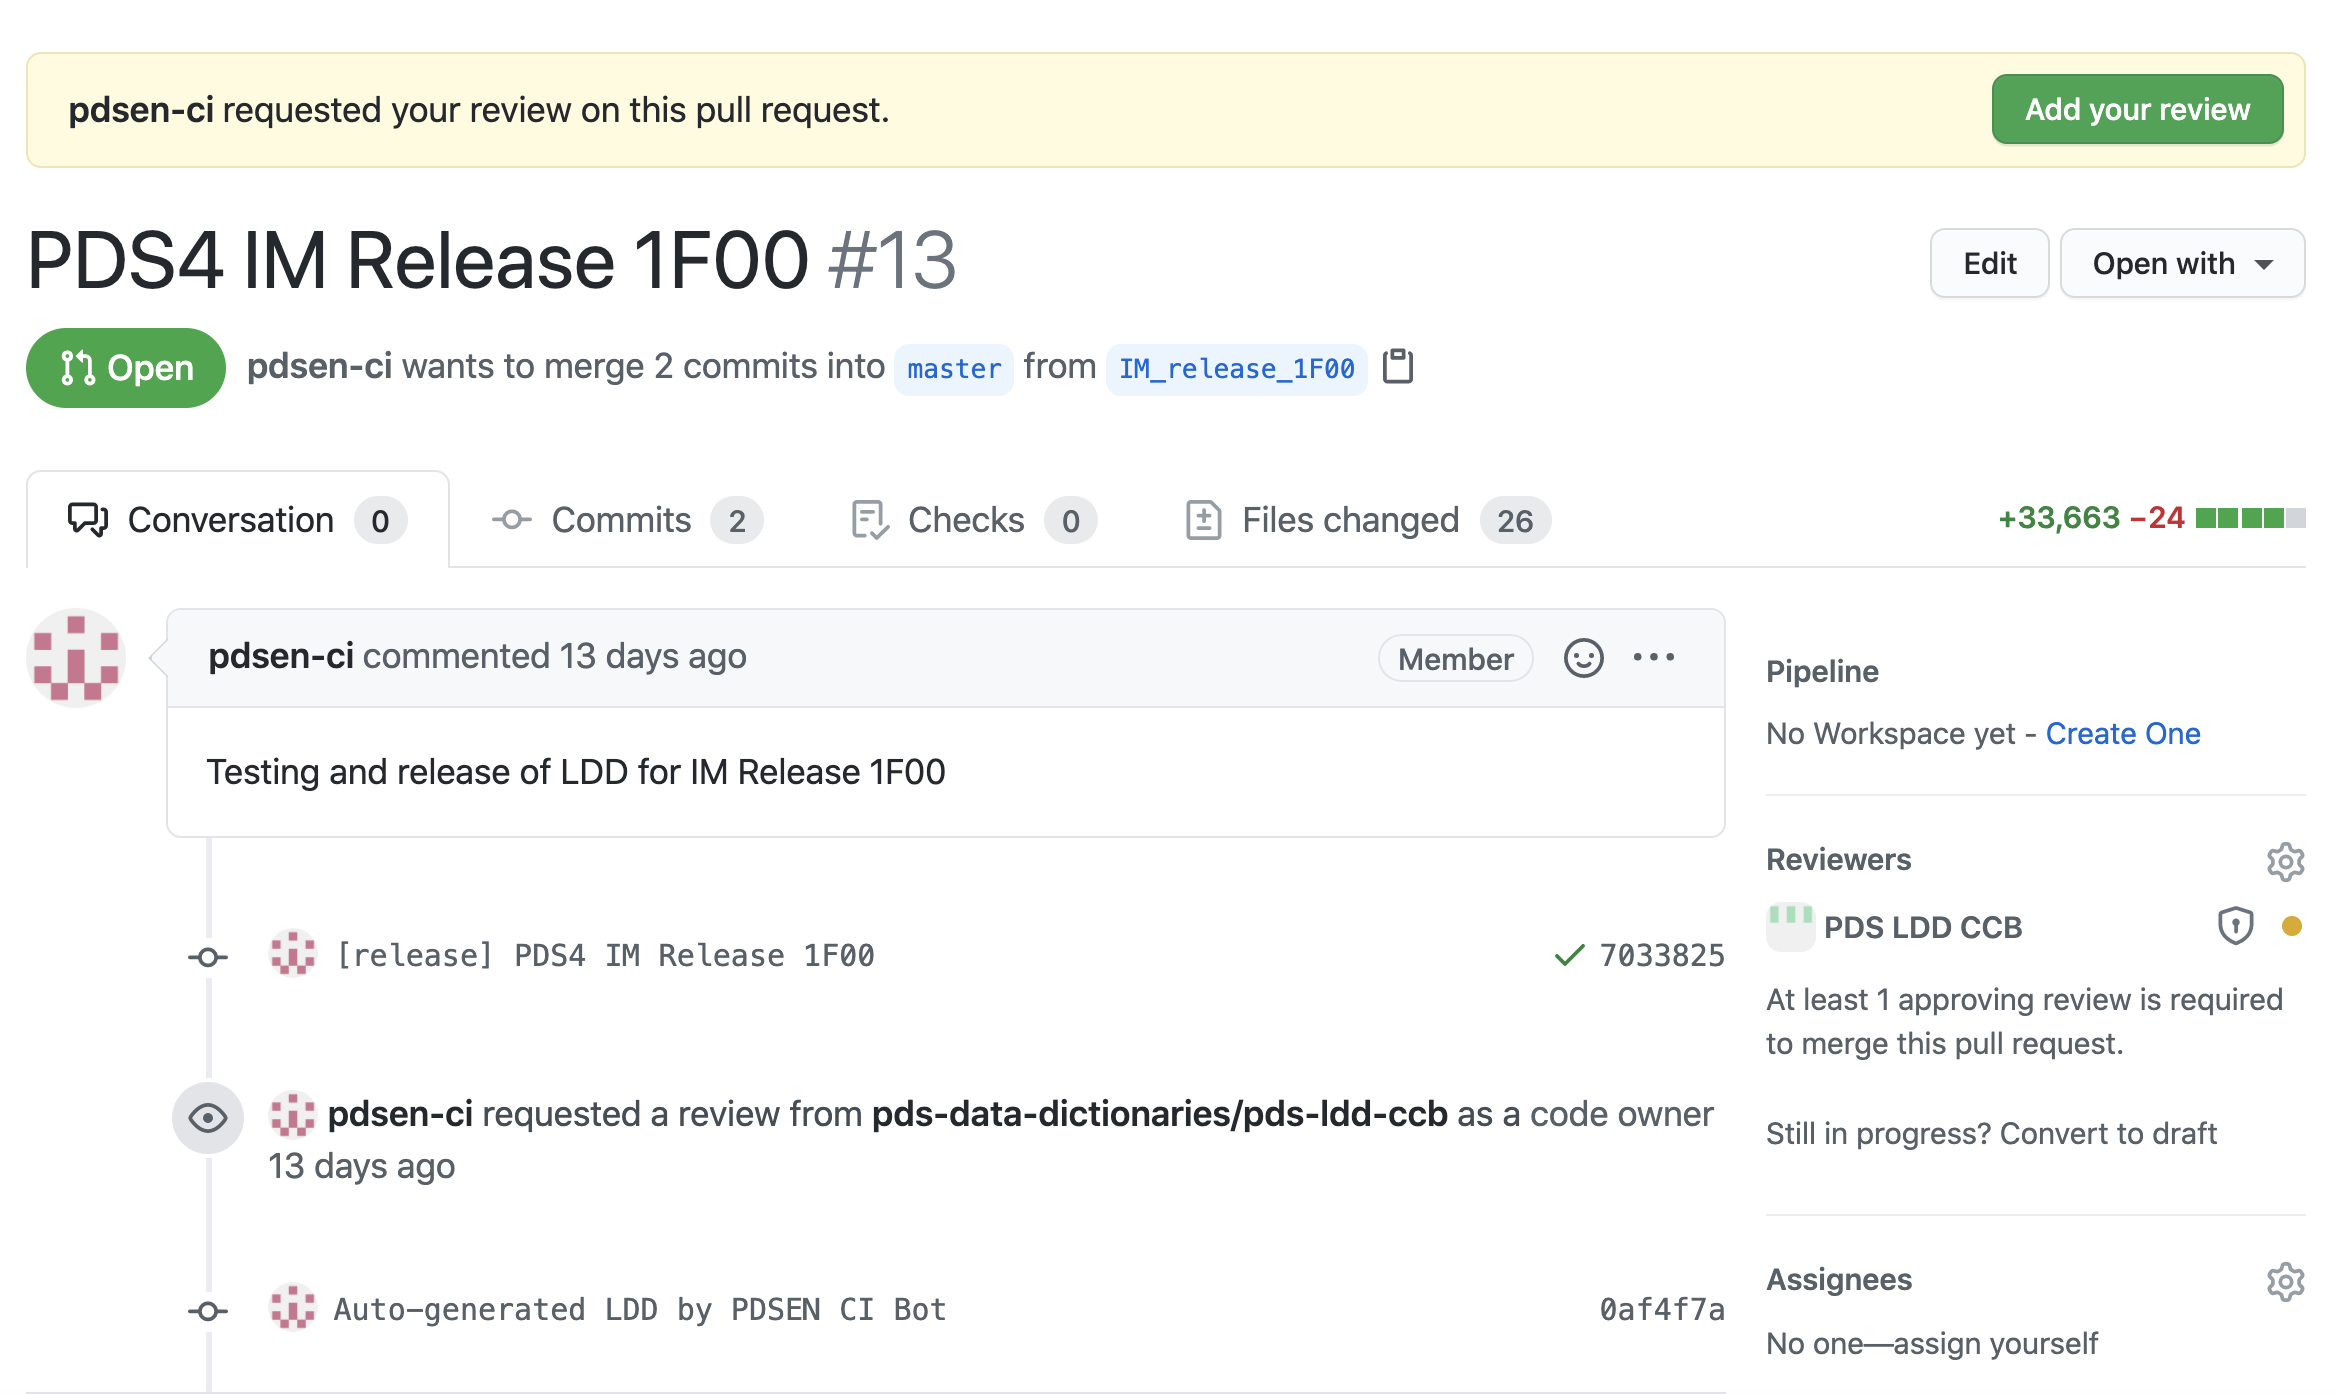 pdsen-ci requested your review on this pull request.
Add your review
PDS4 IM Release 1F00 #13
Edit
Open with
Open
pdsen-ci wants to merge 2 commits into master from IM_release_1F00
Conversation 0
Commits 2
Checks 0
Files changed 26
+33,663 −24
pdsen-ci commented 13 days ago
Member
Testing and release of LDD for IM Release 1F00
[release] PDS4 IM Release 1F00
7033825
pdsen-ci requested a review from pds-data-dictionaries/pds-ldd-ccb as a code owner
13 days ago
Auto-generated LDD by PDSEN CI Bot
0af4f7a
Pipeline
No Workspace yet - Create One
Reviewers
PDS LDD CCB
At least 1 approving review is required
to merge this pull request.
Still in progress? Convert to draft
Assignees
No one—assign yourself